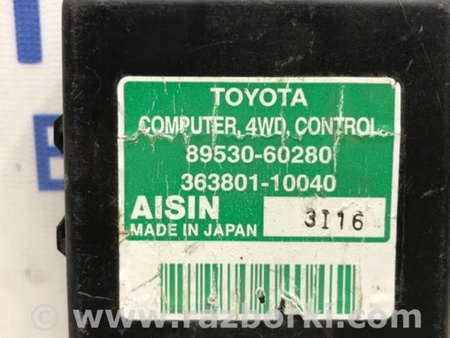 TOYOTA
COMPUTER, 4WD, CONTROL
89530-60280
363801-10040
AISIN
MADE IN JAPAN
3I16
www.razborki.com